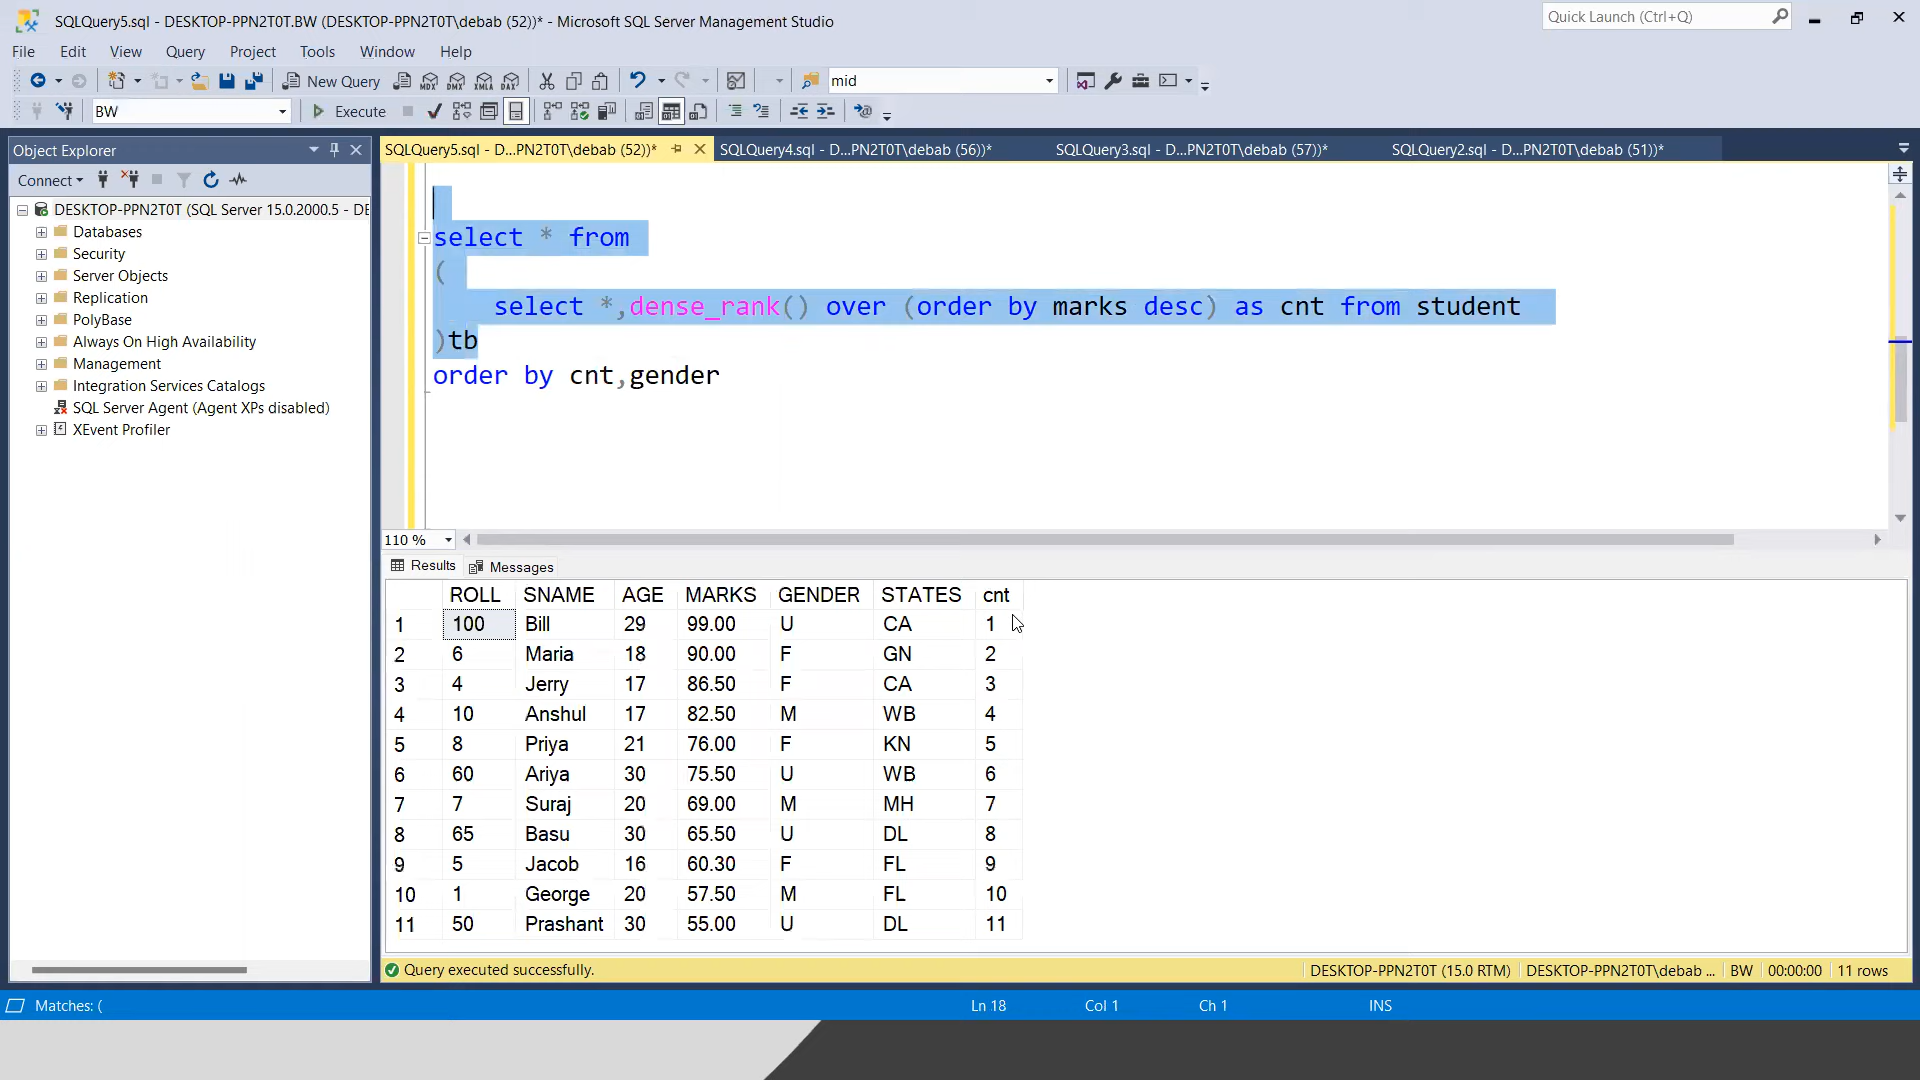 SQLQuery5.sql - DESKTOP-PPN2T0T.BW (DESKTOP-PPN2T0T\debab (52))* - Microsoft SQL Server Management Studio
Quick Launch (Ctrl+Q)
File Edit View Query Project Tools Window Help
New Query MDX DMX XMLA DAX mid
BW Execute
Object Explorer
Connect
DESKTOP-PPN2T0T (SQL Server 15.0.2000.5 - DE
Databases
Security
Server Objects
Replication
PolyBase
Always On High Availability
Management
Integration Services Catalogs
SQL Server Agent (Agent XPs disabled)
XEvent Profiler
SQLQuery5.sql - D...PN2T0T\debab (52))* SQLQuery4.sql - D...PN2T0T\debab (56))* SQLQuery3.sql - D...PN2T0T\debab (57))* SQLQuery2.sql - D...PN2T0T\debab (51))*
select * from
(
select *,dense_rank() over (order by marks desc) as cnt from student
)tb
order by cnt,gender
110 %
Results Messages
ROLL SNAME AGE MARKS GENDER STATES cnt
1 100 Bill 29 99.00 U CA 1
2 6 Maria 18 90.00 F GN 2
3 4 Jerry 17 86.50 F CA 3
4 10 Anshul 17 82.50 M WB 4
5 8 Priya 21 76.00 F KN 5
6 60 Ariya 30 75.50 U WB 6
7 7 Suraj 20 69.00 M MH 7
8 65 Basu 30 65.50 U DL 8
9 5 Jacob 16 60.30 F FL 9
10 1 George 20 57.50 M FL 10
11 50 Prashant 30 55.00 U DL 11
Query executed successfully. DESKTOP-PPN2T0T (15.0 RTM) DESKTOP-PPN2T0T\debab ... BW 00:00:00 11 rows
Matches: ( Ln 18 Col 1 Ch 1 INS